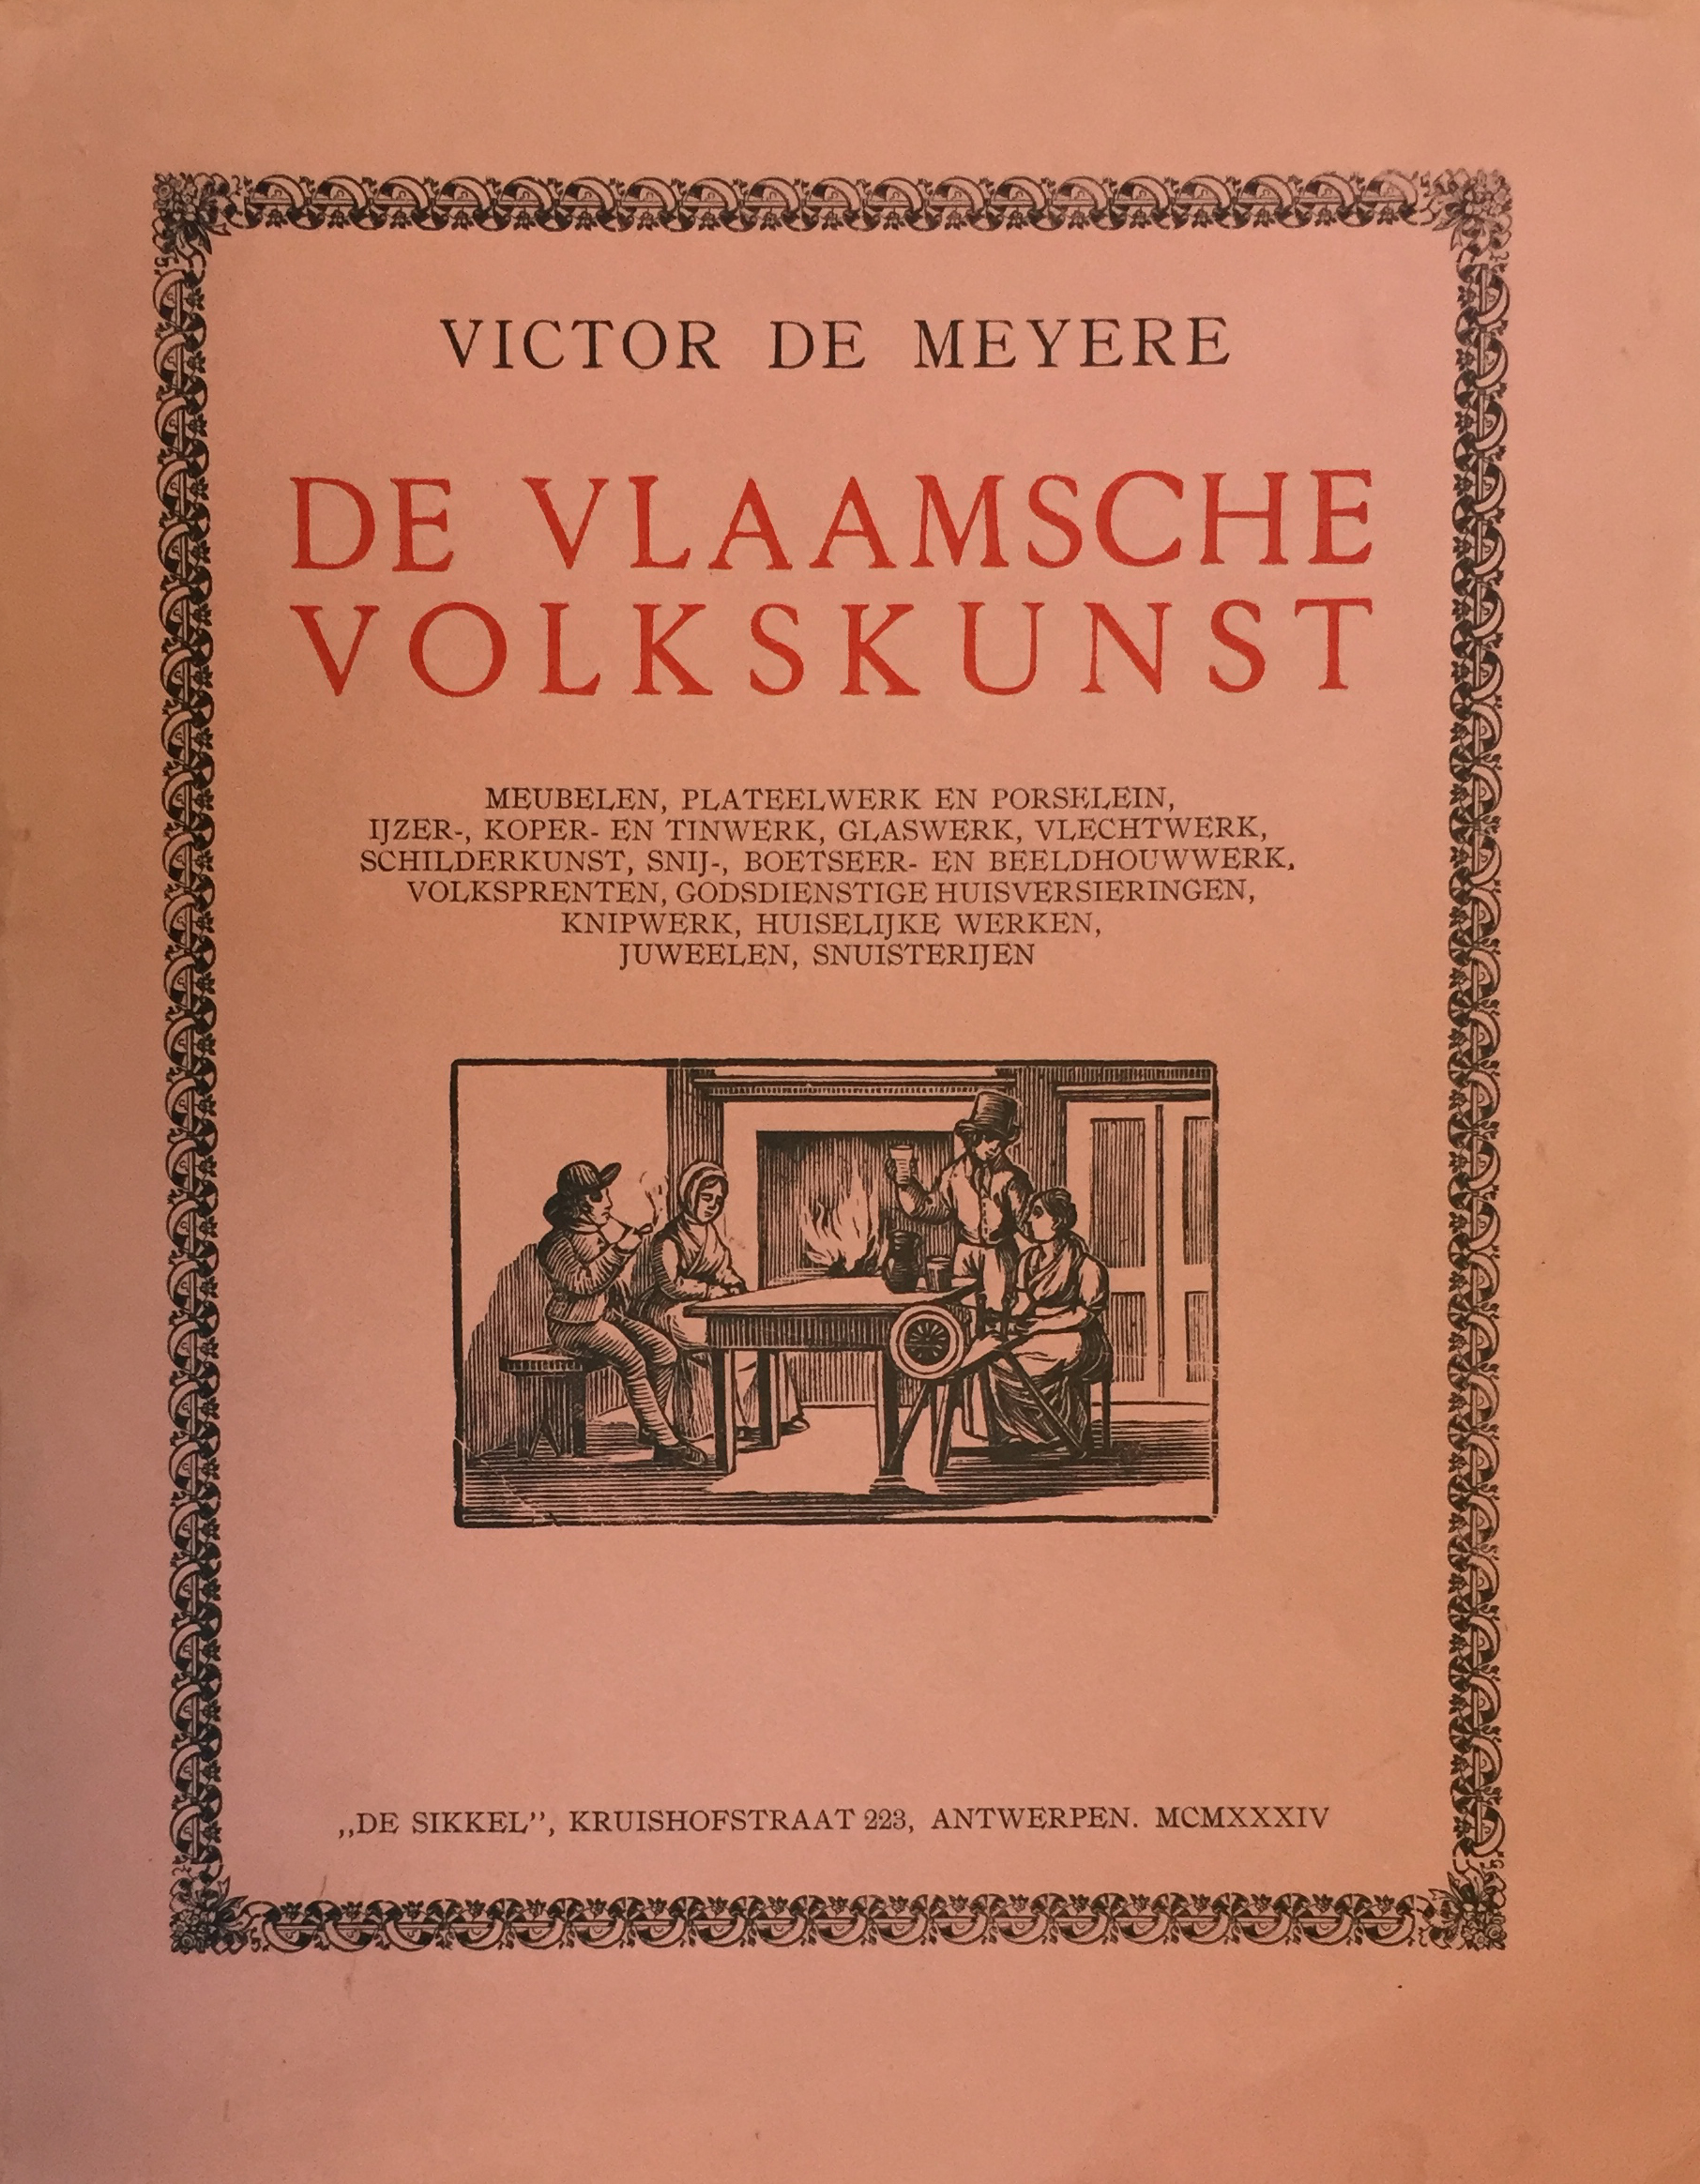 VICTOR DE MEYERE
DE VLAAMSCHE
VOLKSKUNST
MEUBELEN, PLATEELWERK EN PORSELEIN,
IJZER-, KOPER- EN TINWERK, GLASWERK, VLECHTWERK,
SCHILDERKUNST, SNIJ-, BOETSEER- EN BEELDHOUWWERK,
VOLKSPRENTEN, GODSDIENSTIGE HUISVERSIERINGEN,
KNIPWERK, HUISELIJKE WERKEN,
JUWEELEN, SNUISTERIJEN
„DE SIKKEL”, KRUISHOFSTRAAT 223, ANTWERPEN. MCMXXXIV